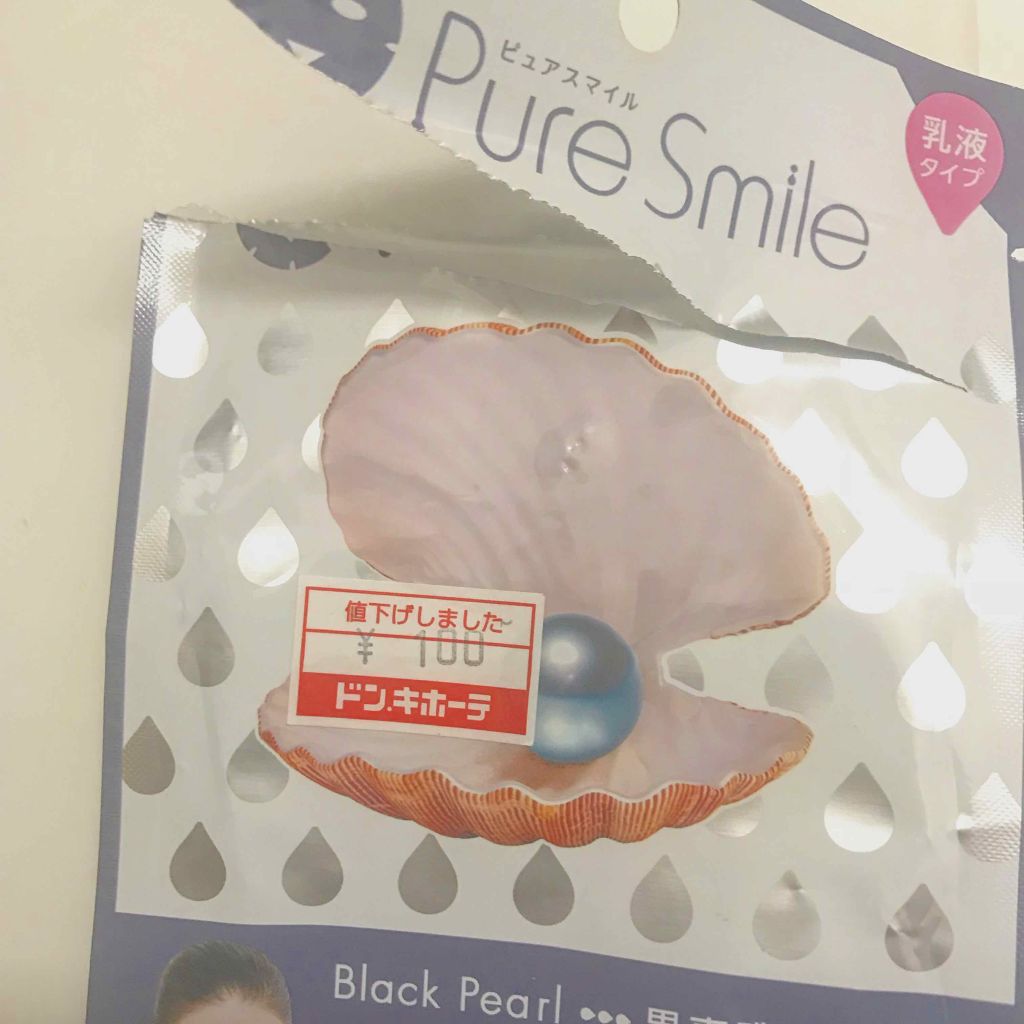 ピュアスマイル
Pure Smile
乳液
タイプ
値下げしました
¥ 100
ドン.キホーテ
Black Pearl